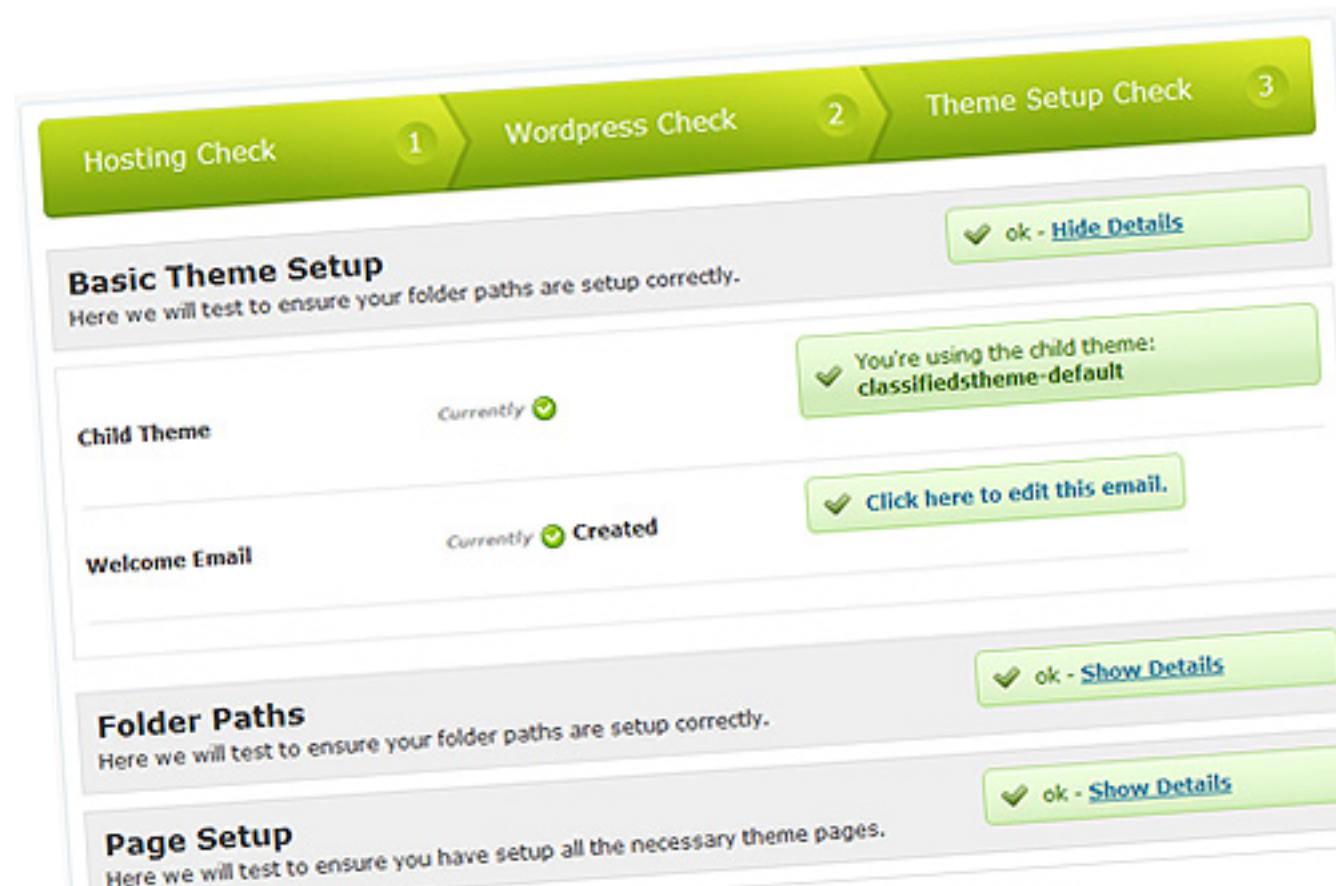 Hosting Check 1 Wordpress Check 2 Theme Setup Check 3
Basic Theme Setup
Here we will test to ensure your folder paths are setup correctly.
ok - Hide Details
Child Theme
Currently
You're using the child theme:
classifiedstheme-default
Welcome Email
Currently Created
Click here to edit this email.
Folder Paths
Here we will test to ensure your folder paths are setup correctly.
ok - Show Details
Page Setup
Here we will test to ensure you have setup all the necessary theme pages.
ok - Show Details